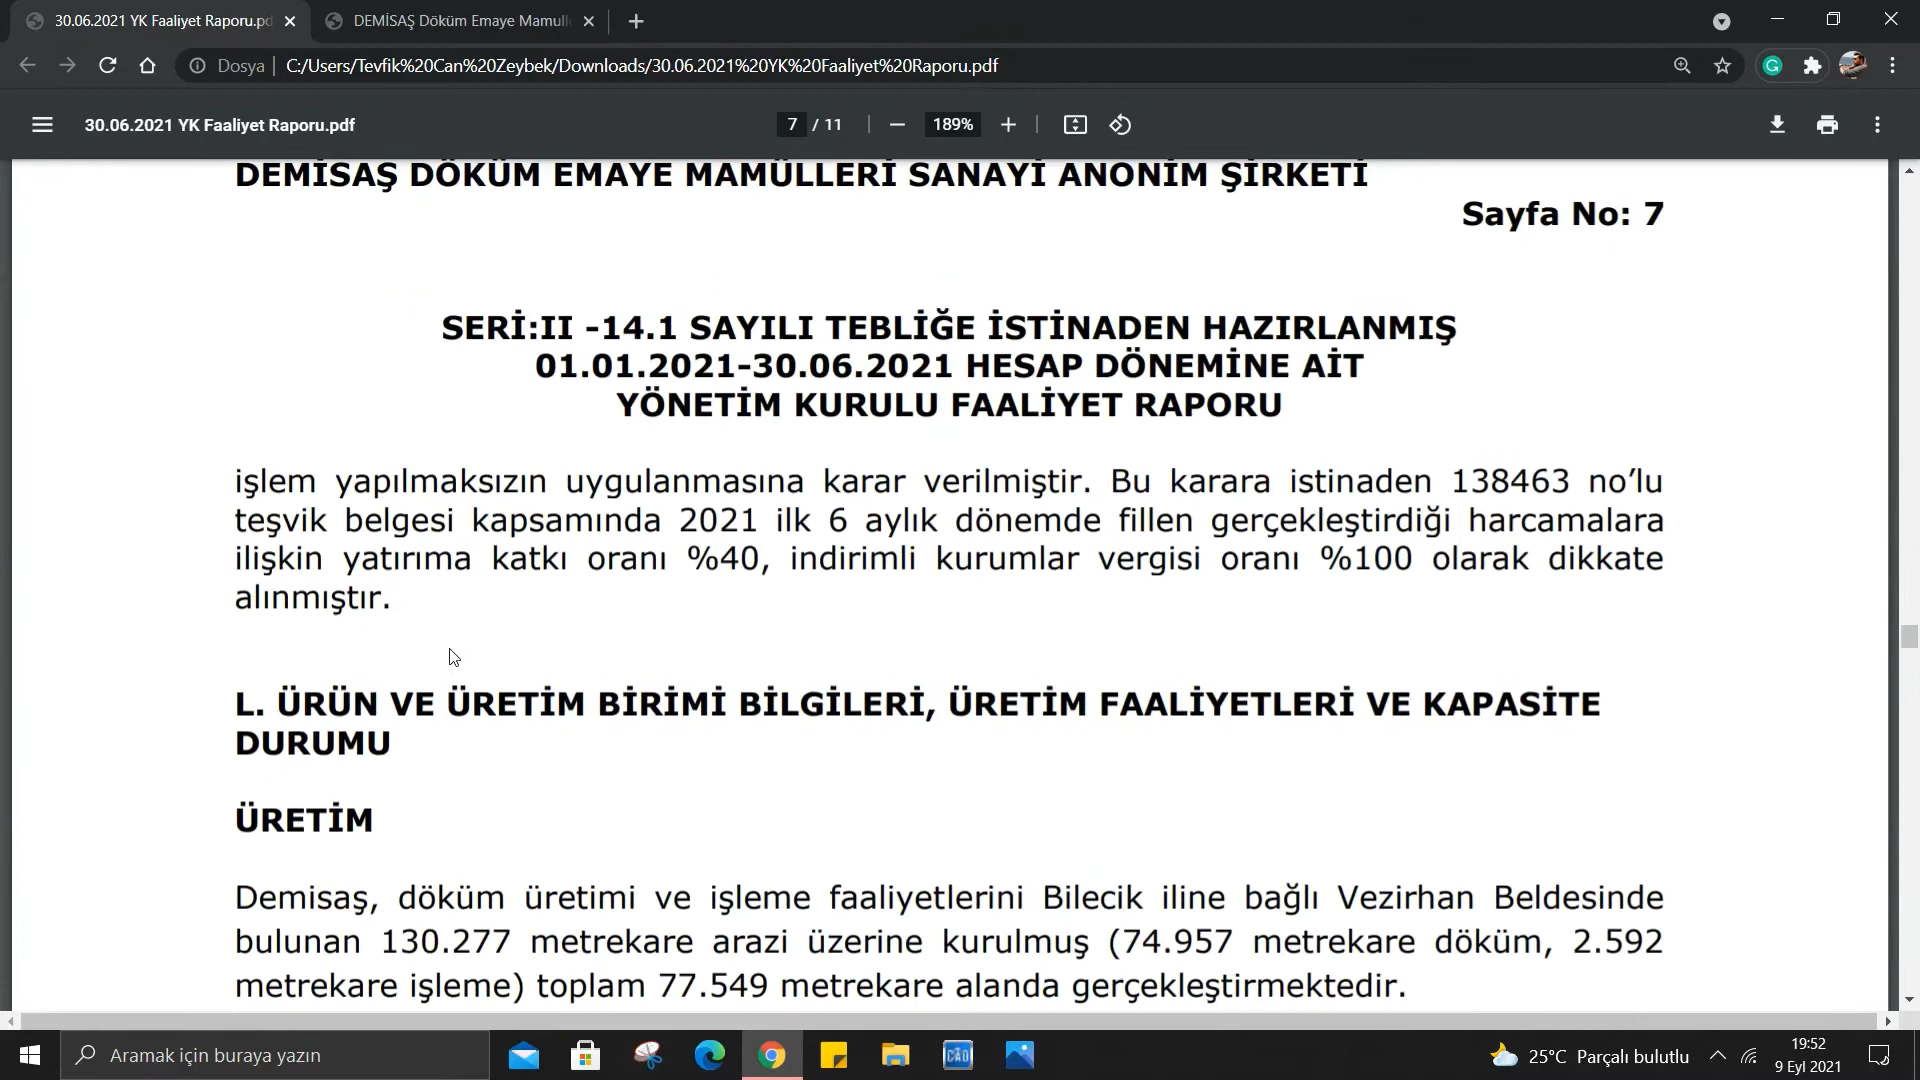 30.06.2021 YK Faaliyet Raporu.pd
DEMİSAŞ Döküm Emaye Mamull
Dosya
C:/Users/Tevfik%20Can%20Zeybek/Downloads/30.06.2021%20YK%20Faaliyet%20Raporu.pdf
30.06.2021 YK Faaliyet Raporu.pdf
7 / 11
189%
DEMİSAŞ DÖKÜM EMAYE MAMÜLLERİ SANAYİ ANONİM ŞİRKETİ
Sayfa No: 7
SERİ:II -14.1 SAYILI TEBLİĞE İSTİNADEN HAZIRLANMIŞ
01.01.2021-30.06.2021 HESAP DÖNEMİNE AİT
YÖNETİM KURULU FAALİYET RAPORU
işlem yapılmaksızın uygulanmasına karar verilmiştir. Bu karara istinaden 138463 no’lu
teşvik belgesi kapsamında 2021 ilk 6 aylık dönemde fillen gerçekleştirdiği harcamalara
ilişkin yatırıma katkı oranı %40, indirimli kurumlar vergisi oranı %100 olarak dikkate
alınmıştır.
L. ÜRÜN VE ÜRETİM BİRİMİ BİLGİLERİ, ÜRETİM FAALİYETLERİ VE KAPASİTE
DURUMU
ÜRETİM
Demisaş, döküm üretimi ve işleme faaliyetlerini Bilecik iline bağlı Vezirhan Beldesinde
bulunan 130.277 metrekare arazi üzerine kurulmuş (74.957 metrekare döküm, 2.592
metrekare işleme) toplam 77.549 metrekare alanda gerçekleştirmektedir.
Aramak için buraya yazın
CAD
25°C Parçalı bulutlu
19:52
9 Eyl 2021